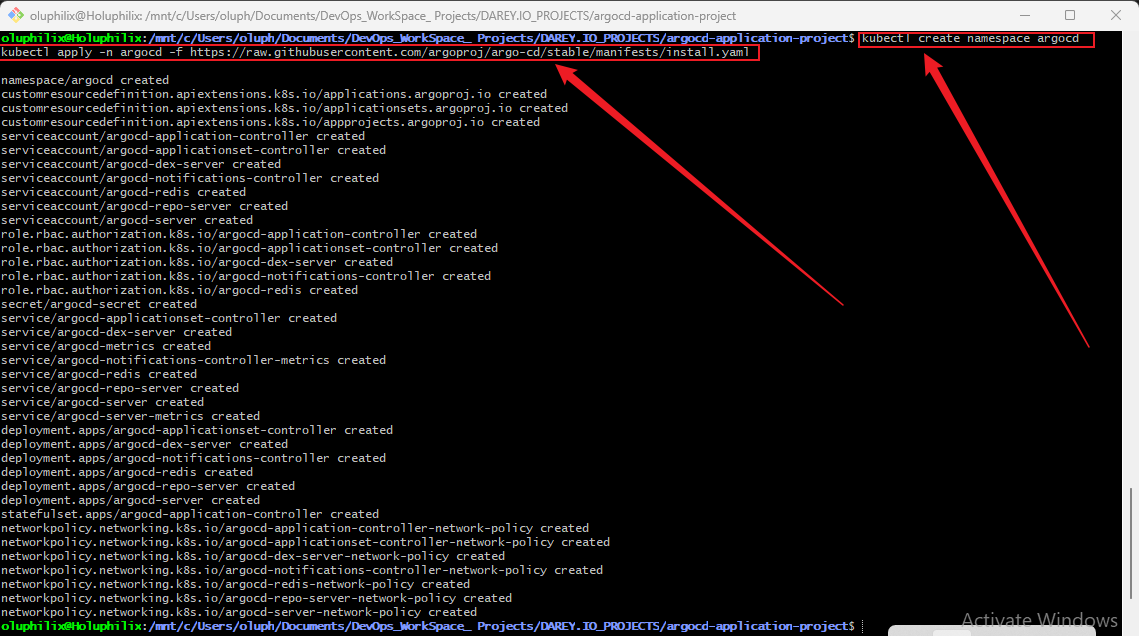 oluphilix@Holuphilix: /mnt/c/Users/oluph/Documents/DevOps_WorkSpace_ Projects/DAREY.IO_PROJECTS/argocd-application-project
oluphilix@Holuphilix:/mnt/c/Users/oluph/Documents/DevOps_WorkSpace_ Projects/DAREY.IO_PROJECTS/argocd-application-project$ kubectl create namespace argocd
kubectl apply -n argocd -f https://raw.githubusercontent.com/argoproj/argo-cd/stable/manifests/install.yaml
namespace/argocd created
customresourcedefinition.apiextensions.k8s.io/applications.argoproj.io created
customresourcedefinition.apiextensions.k8s.io/applicationsets.argoproj.io created
customresourcedefinition.apiextensions.k8s.io/appprojects.argoproj.io created
serviceaccount/argocd-application-controller created
serviceaccount/argocd-applicationset-controller created
serviceaccount/argocd-dex-server created
serviceaccount/argocd-notifications-controller created
serviceaccount/argocd-redis created
serviceaccount/argocd-repo-server created
serviceaccount/argocd-server created
role.rbac.authorization.k8s.io/argocd-application-controller created
role.rbac.authorization.k8s.io/argocd-applicationset-controller created
role.rbac.authorization.k8s.io/argocd-dex-server created
role.rbac.authorization.k8s.io/argocd-notifications-controller created
role.rbac.authorization.k8s.io/argocd-redis created
secret/argocd-secret created
service/argocd-applicationset-controller created
service/argocd-dex-server created
service/argocd-metrics created
service/argocd-notifications-controller-metrics created
service/argocd-redis created
service/argocd-repo-server created
service/argocd-server created
service/argocd-server-metrics created
deployment.apps/argocd-applicationset-controller created
deployment.apps/argocd-dex-server created
deployment.apps/argocd-notifications-controller created
deployment.apps/argocd-redis created
deployment.apps/argocd-repo-server created
deployment.apps/argocd-server created
statefulset.apps/argocd-application-controller created
networkpolicy.networking.k8s.io/argocd-application-controller-network-policy created
networkpolicy.networking.k8s.io/argocd-applicationset-controller-network-policy created
networkpolicy.networking.k8s.io/argocd-dex-server-network-policy created
networkpolicy.networking.k8s.io/argocd-notifications-controller-network-policy created
networkpolicy.networking.k8s.io/argocd-redis-network-policy created
networkpolicy.networking.k8s.io/argocd-repo-server-network-policy created
networkpolicy.networking.k8s.io/argocd-server-network-policy created
oluphilix@Holuphilix:/mnt/c/Users/oluph/Documents/DevOps_WorkSpace_ Projects/DAREY.IO_PROJECTS/argocd-application-project$
Activate Windows